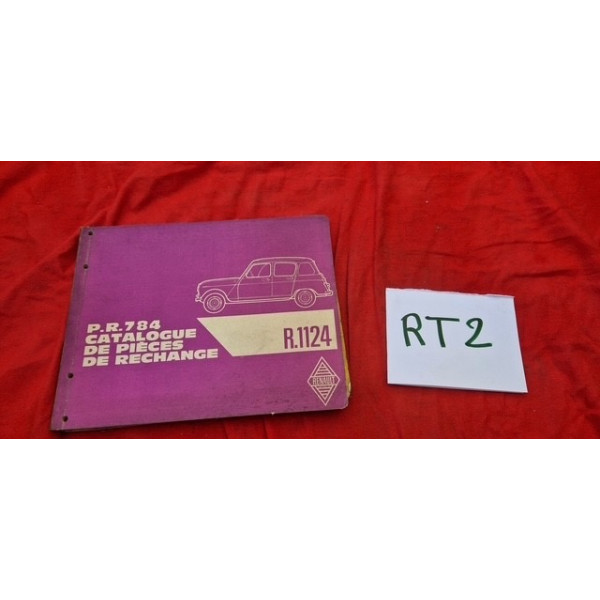 P.R.784
CATALOGUE
DE PIÈCES
DE RECHANGE
R.1124
RENAULT
RT2